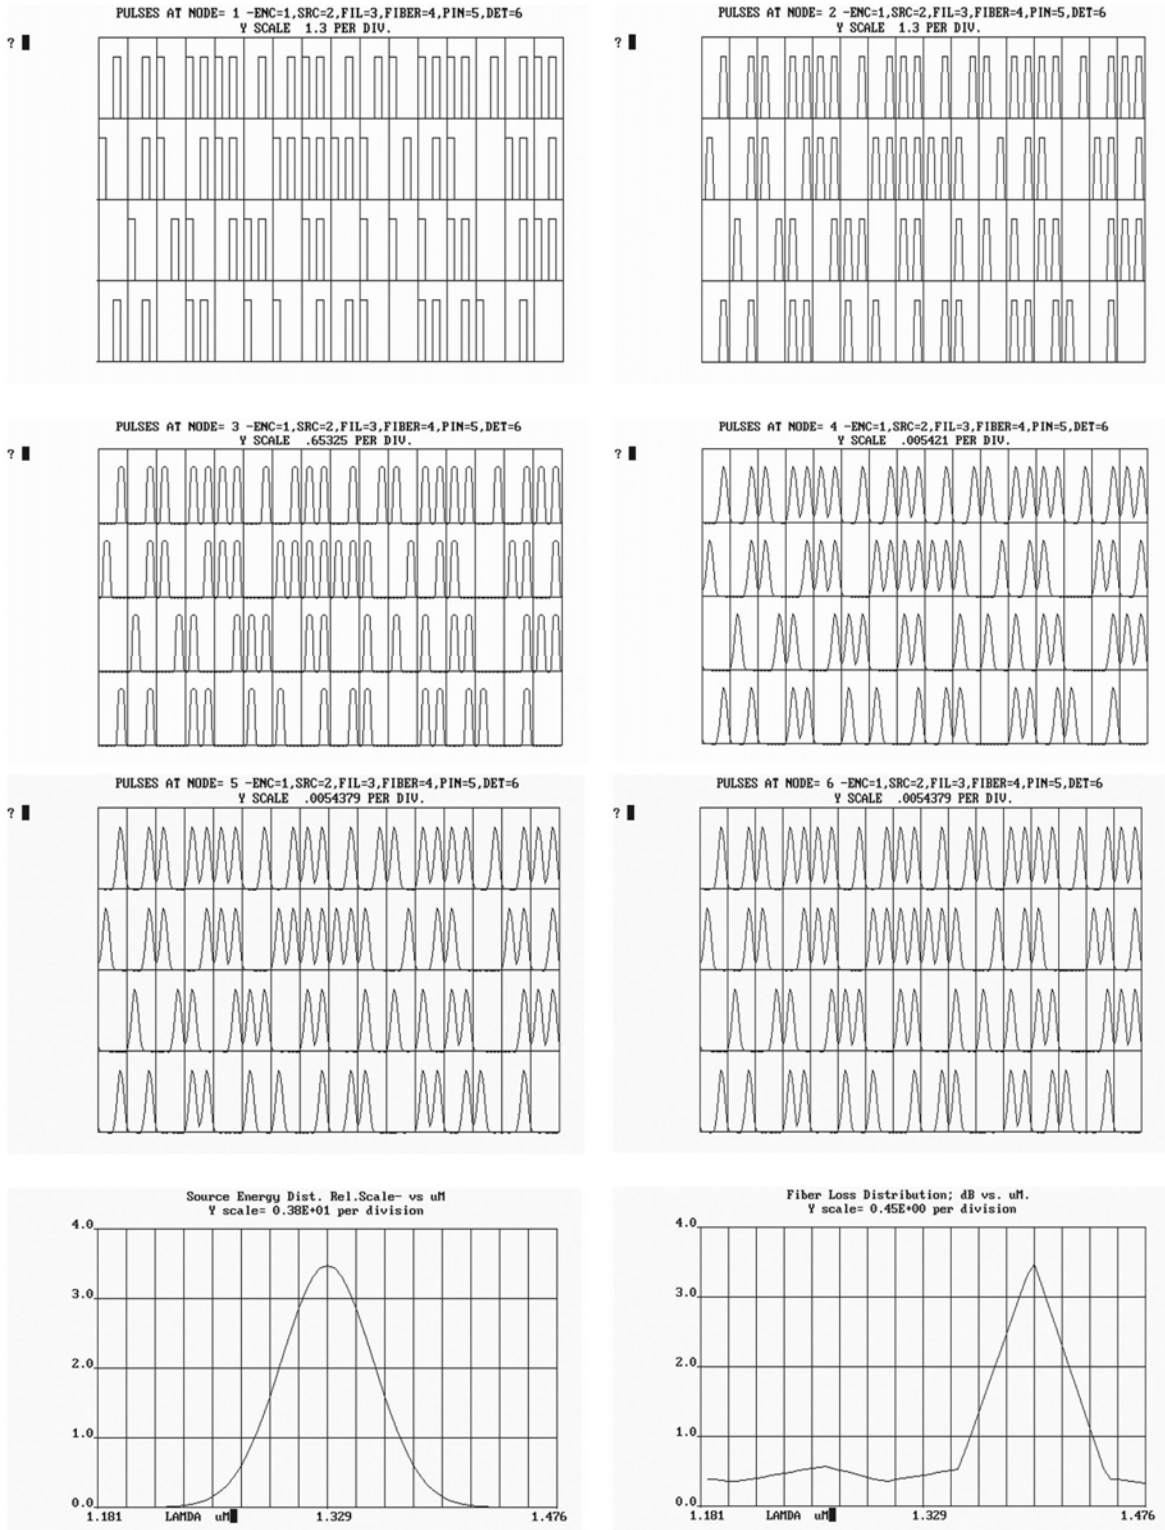 PULSES AT NODE= 1 -ENC=1,SRC=2,FIL=3,FIBER=4,PIN=5,DET=6
Y SCALE 1.3 PER DIV.
?
PULSES AT NODE= 2 -ENC=1,SRC=2,FIL=3,FIBER=4,PIN=5,DET=6
Y SCALE 1.3 PER DIV.
?
PULSES AT NODE= 3 -ENC=1,SRC=2,FIL=3,FIBER=4,PIN=5,DET=6
Y SCALE .65325 PER DIV.
?
PULSES AT NODE= 4 -ENC=1,SRC=2,FIL=3,FIBER=4,PIN=5,DET=6
Y SCALE .005421 PER DIV.
?
PULSES AT NODE= 5 -ENC=1,SRC=2,FIL=3,FIBER=4,PIN=5,DET=6
Y SCALE .0054379 PER DIV.
?
PULSES AT NODE= 6 -ENC=1,SRC=2,FIL=3,FIBER=4,PIN=5,DET=6
Y SCALE .0054379 PER DIV.
?
Source Energy Dist. Rel.Scale- vs uM
Y scale= 0.38E+01 per division
4.0
3.0
2.0
1.0
0.0
1.181 LAMDA uM 1.329 1.476
Fiber Loss Distribution; dB vs. uM.
Y scale= 0.45E+00 per division
4.0
3.0
2.0
1.0
0.0
1.181 LAMDA uM 1.329 1.476